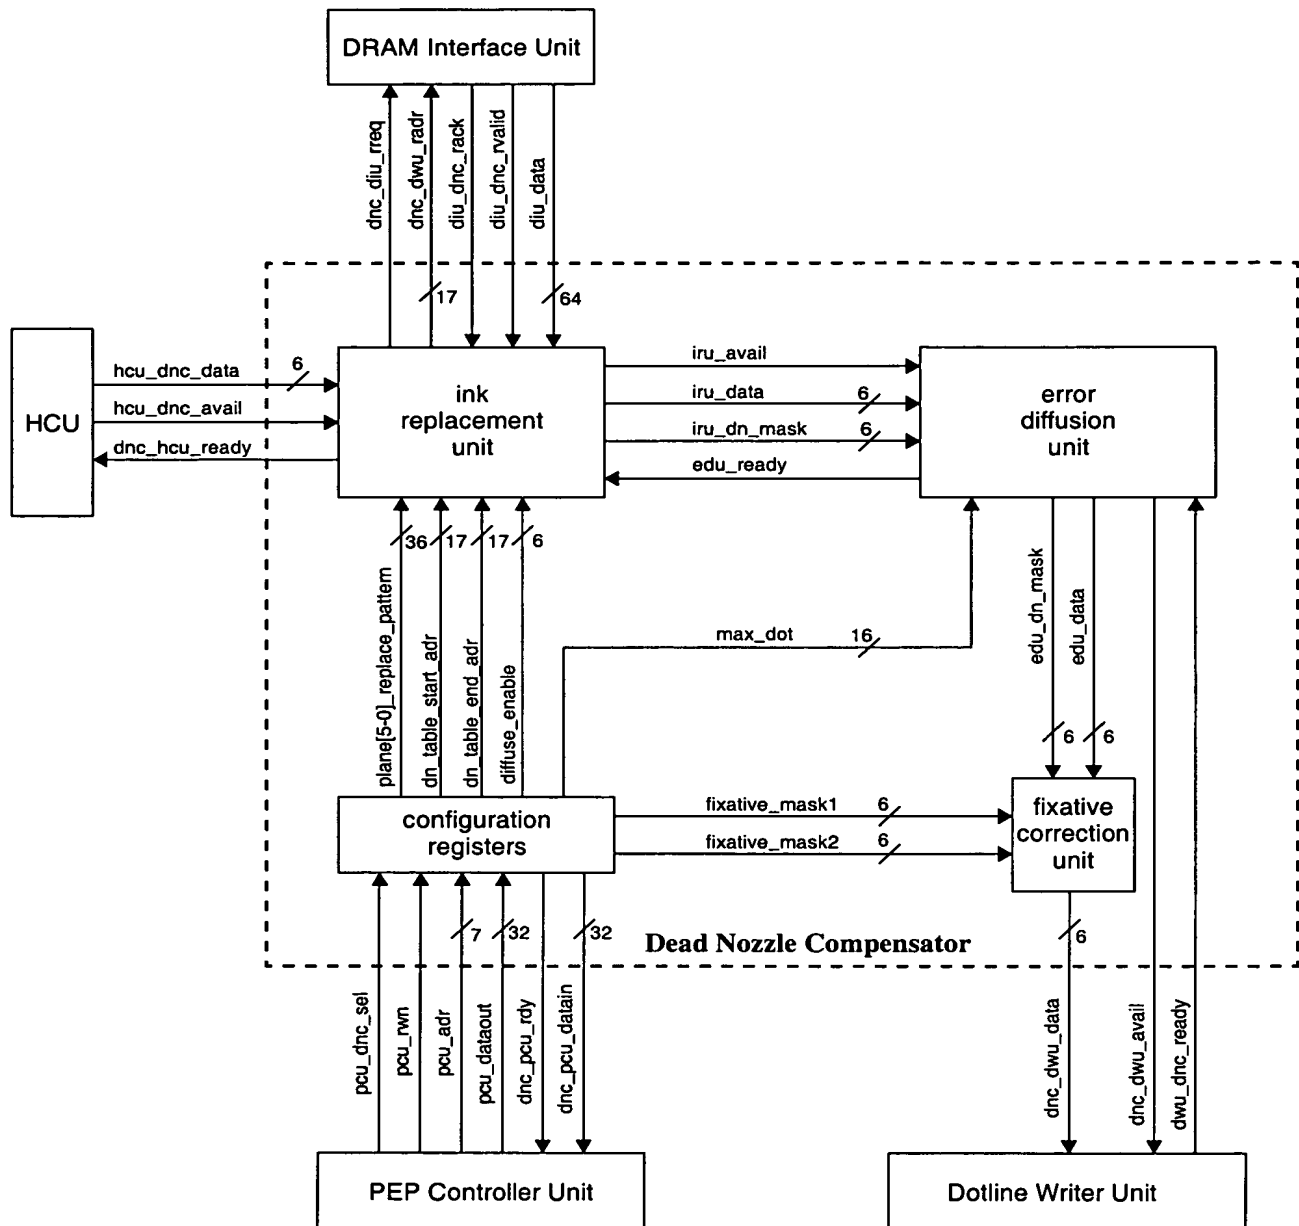 DRAM Interface Unit
dnc_diu_rreq
dnc_dwu_radr
diu_dnc_rack
diu_dnc_rvalid
diu_data
17
64
HCU
hcu_dnc_data
6
hcu_dnc_avail
dnc_hcu_ready
ink
replacement
unit
iru_avail
iru_data
6
iru_dn_mask
6
edu_ready
error
diffusion
unit
36
17
17
6
plane[5-0]_replace_pattern
dn_table_start_adr
dn_table_end_adr
diffuse_enable
max_dot
16
edu_dn_mask
edu_data
6
6
configuration
registers
fixative_mask1
6
fixative_mask2
6
fixative
correction
unit
7
32
32
6
Dead Nozzle Compensator
pcu_dnc_sel
pcu_rwn
pcu_adr
pcu_dataout
dnc_pcu_rdy
dnc_pcu_datain
dnc_dwu_data
dnc_dwu_avail
dwu_dnc_ready
PEP Controller Unit
Dotline Writer Unit